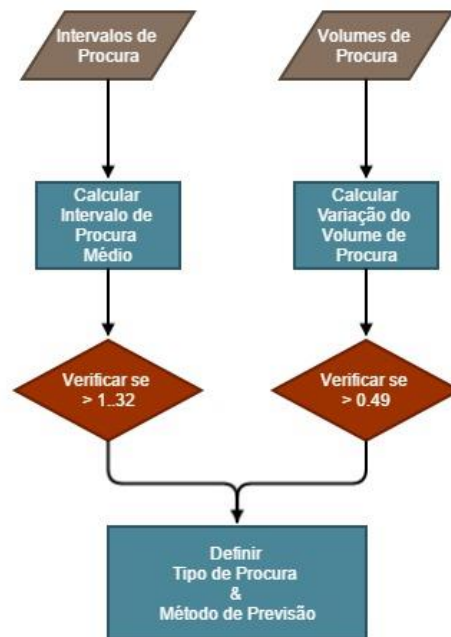 Intervalos de
Procura
Volumes de
Procura
Calcular
Intervalo de
Procura
Médio
Calcular
Variação do
Volume de
Procura
Verificar se
> 1..32
Verificar se
> 0.49
Definir
Tipo de Procura
&
Método de Previsão